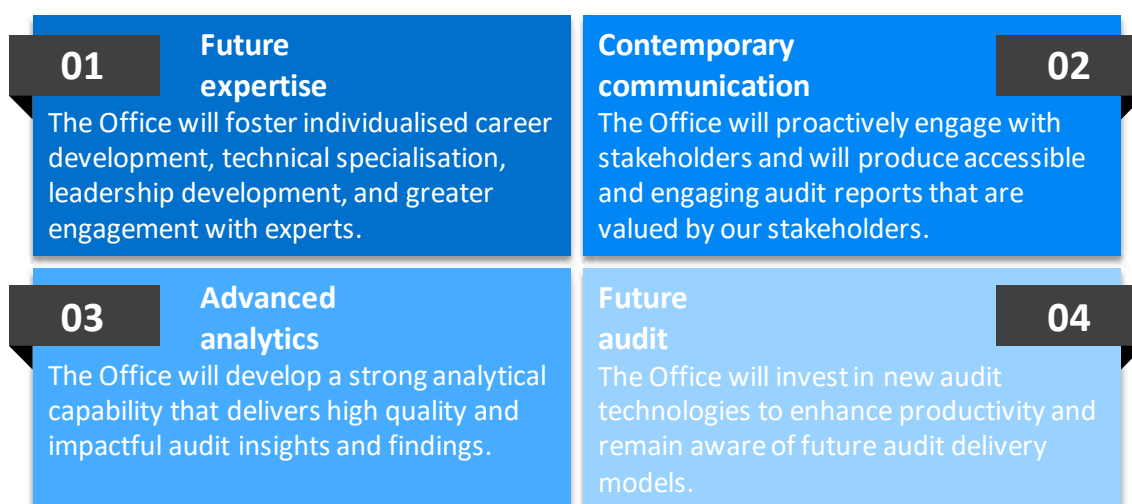 01
Future
expertise
The Office will foster individualised career
development, technical specialisation,
leadership development, and greater
engagement with experts.
Contemporary
communication
02
The Office will proactively engage with
stakeholders and will produce accessible
and engaging audit reports that are
valued by our stakeholders.
03
Advanced
analytics
The Office will develop a strong analytical
capability that delivers high quality and
impactful audit insights and findings.
Future
audit
04
The Office will invest in new audit
technologies to enhance productivity and
remain aware of future audit delivery
models.